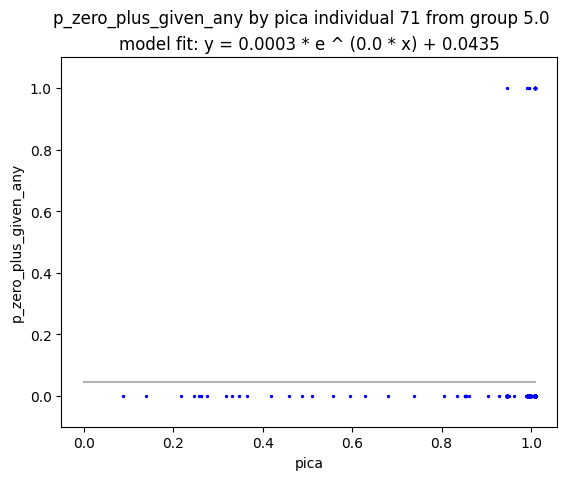 p_zero_plus_given_any by pica individual 71 from group 5.0
model fit: y = 0.0003 * e ^ (0.0 * x) + 0.0435
1.0
0.8
0.6
0.4
0.2
0.0
p_zero_plus_given_any
0.0 0.2 0.4 0.6 0.8 1.0
pica